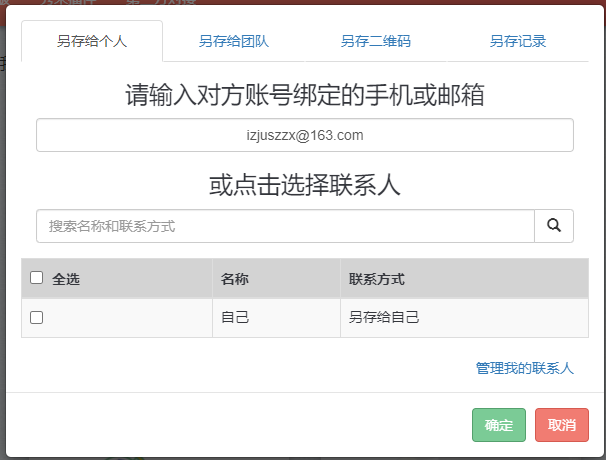 另存给个人 另存给团队 另存二维码 另存记录
请输入对方账号绑定的手机或邮箱
izjuszzx@163.com
或点击选择联系人
搜索名称和联系方式
全选 名称 联系方式
自己 另存给自己
管理我的联系人
确定 取消